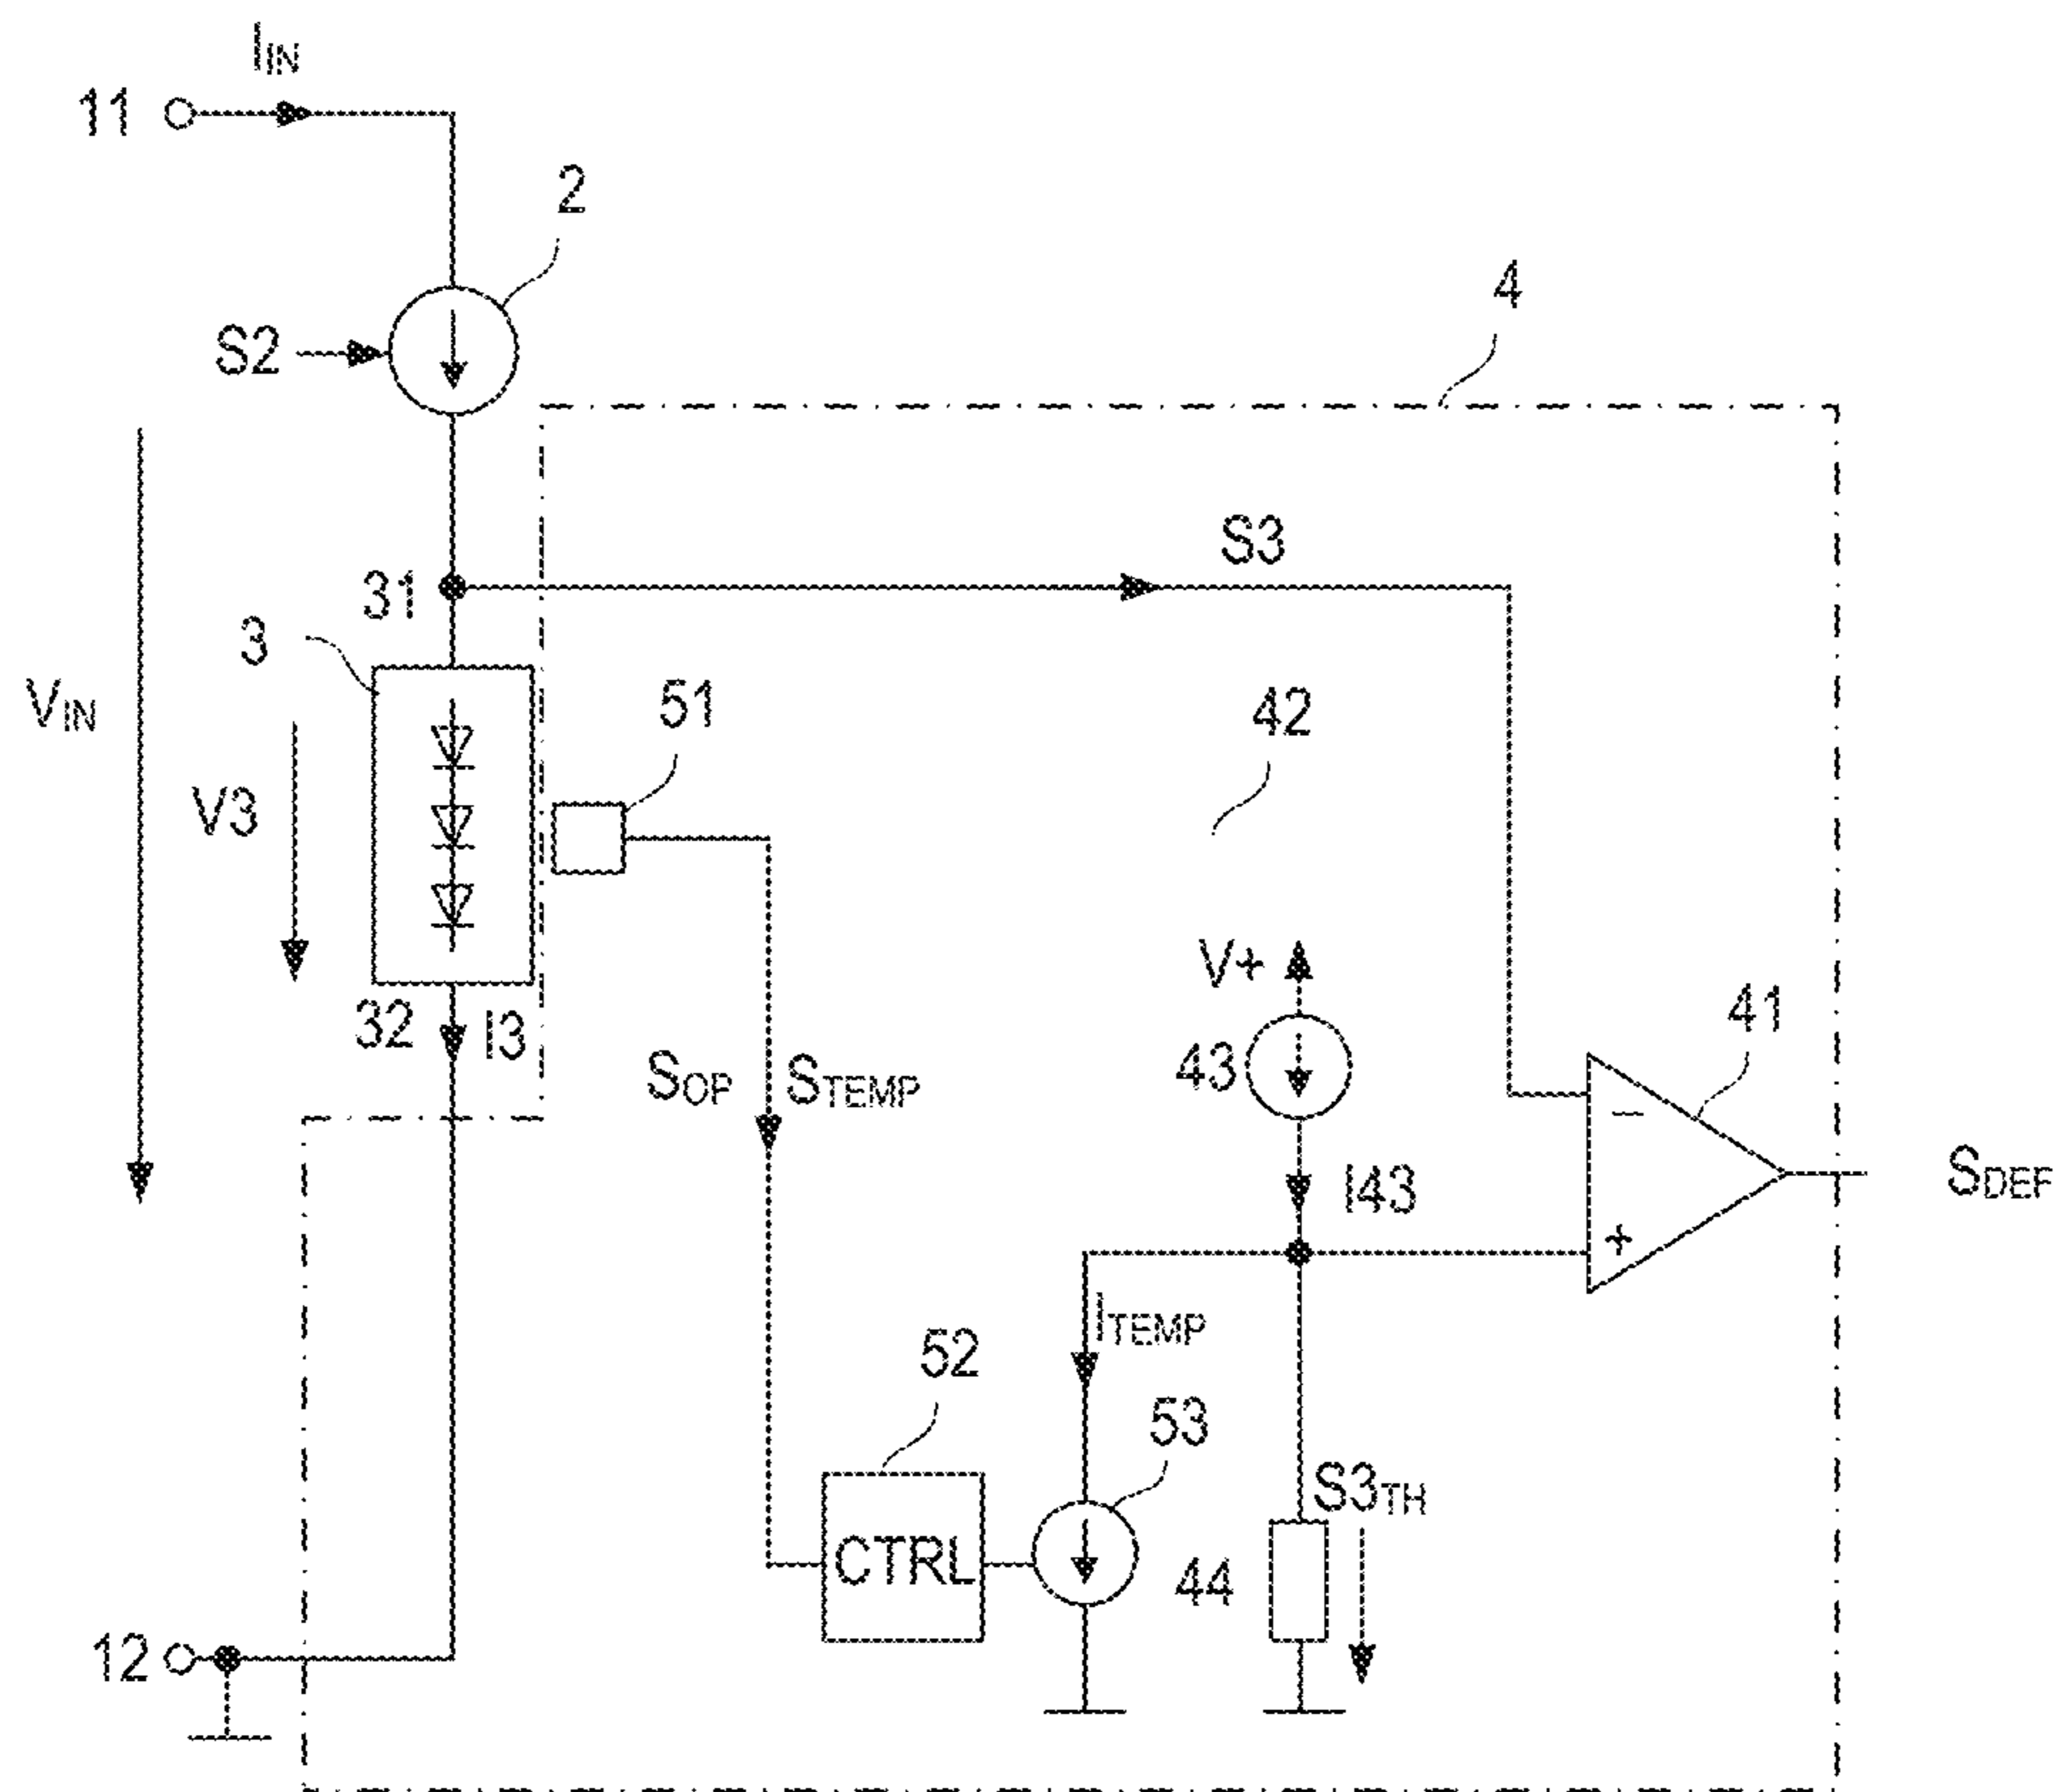 IIN
11
2
S2
4
S3
31
3
51
42
VIN
V3
V+
32
I3
41
43
SOP
STEMP
I43
SDEF
−
+
ITEMP
52
53
S3TH
CTRL
44
12